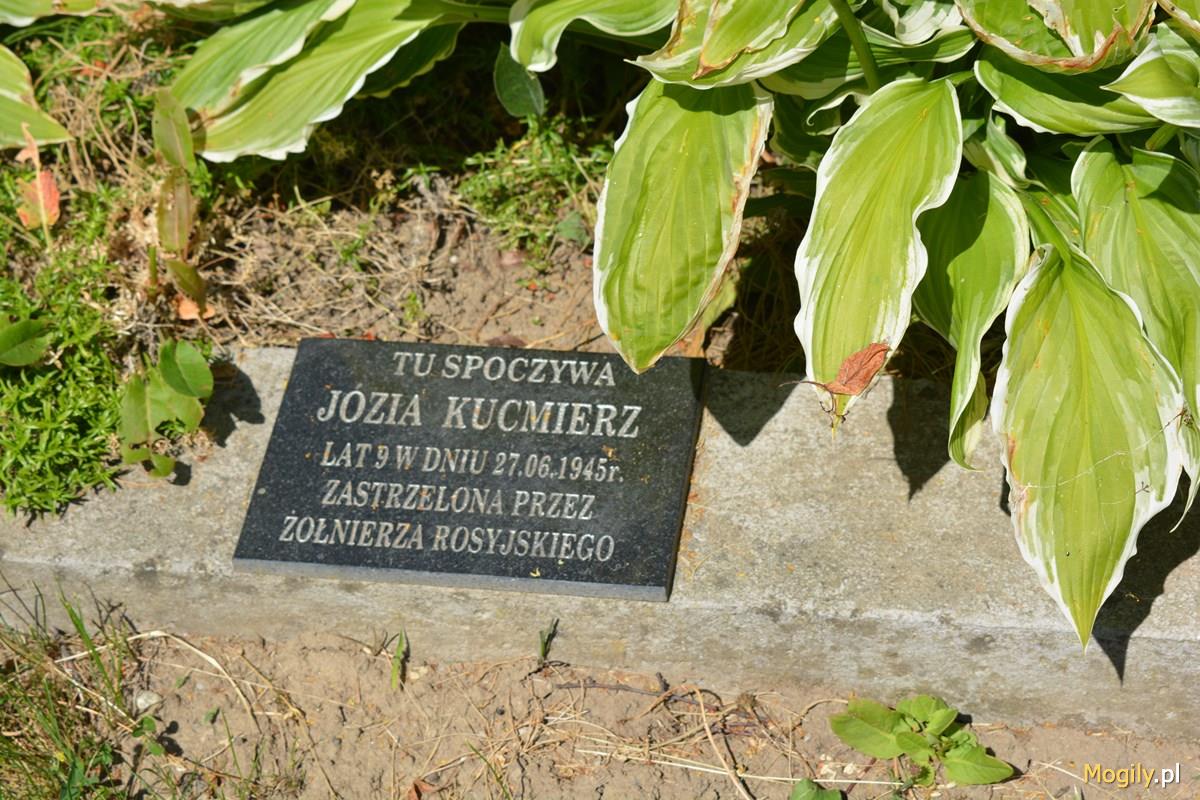 TU SPOCZYWA
JÓZIA KUCMIERZ
LAT 9 W DNIU 27.06.1945r.
ZASTRZELONA PRZEZ
ŻOŁNIERZA ROSYJSKIEGO
Mogily.pl